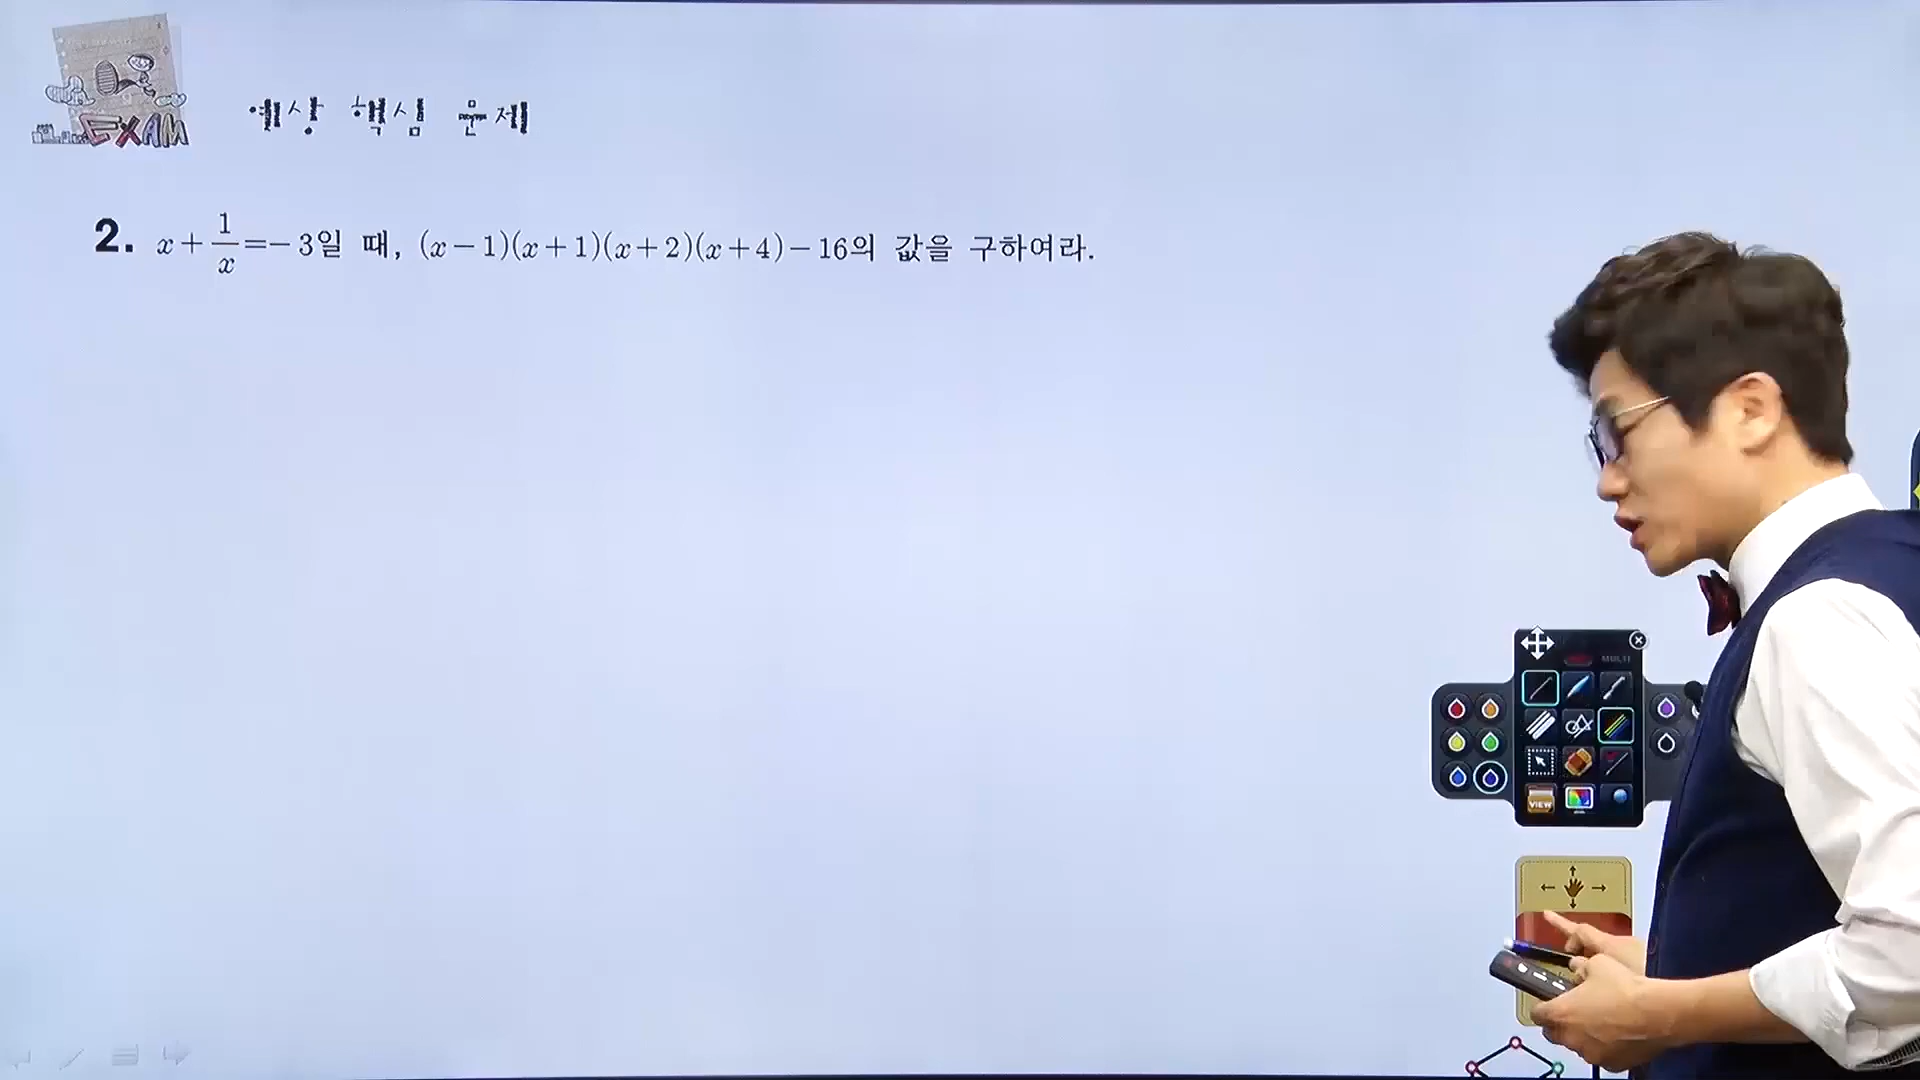 EXAM
예상 핵심 문제
2. x + 1/x = -3일 때, (x-1)(x+1)(x+2)(x+4)-16의 값을 구하여라.
MULTI
VIEW